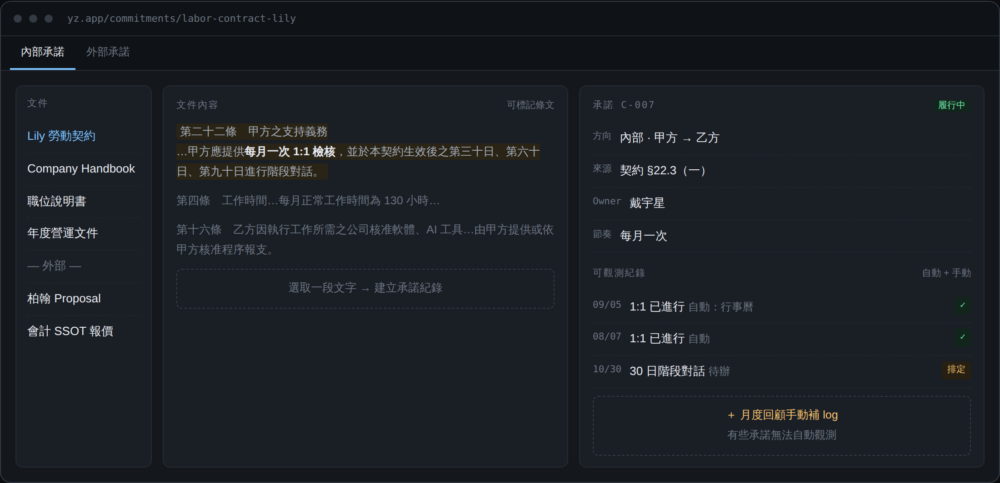 yz.app/commitments/labor-contract-lily
內部承諾
外部承諾
文件
Lily 勞動契約
Company Handbook
職位說明書
年度營運文件
— 外部 —
柏翰 Proposal
會計 SSOT 報價
文件內容
可標記條文
第二十二條　甲方之支持義務
…甲方應提供每月一次 1:1 檢核，並於本契約生效後之第三十日、第六十
日、第九十日進行階段對話。
第四條　工作時間…每月正常工作時間為 130 小時…
第十六條　乙方因執行工作所需之公司核准軟體、AI 工具…由甲方提供或依
甲方核准程序報支。
選取一段文字 → 建立承諾紀錄
承諾 C-007
履行中
方向 內部 · 甲方 → 乙方
來源 契約 §22.3（一）
Owner 戴宇星
節奏 每月一次
可觀測紀錄
自動 + 手動
09/05 1:1 已進行 自動：行事曆 ✓
08/07 1:1 已進行 自動 ✓
10/30 30 日階段對話 待辦 排定
＋ 月度回顧手動補 log
有些承諾無法自動觀測